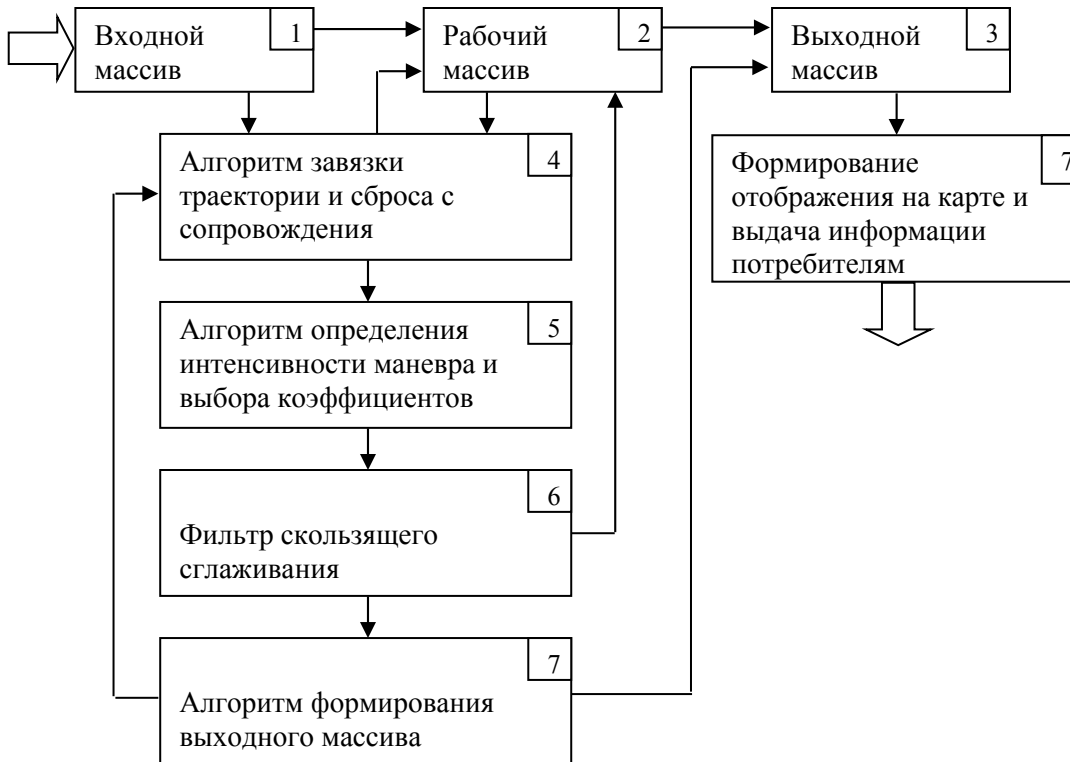 Входной
массив
1
Рабочий
массив
2
Выходной
массив
3
Алгоритм завязки
траектории и сброса с
сопровождения
4
Формирование
отображения на карте и
выдача информации
потребителям
7
Алгоритм определения
интенсивности маневра и
выбора коэффициентов
5
Фильтр скользящего
сглаживания
6
Алгоритм формирования
выходного массива
7